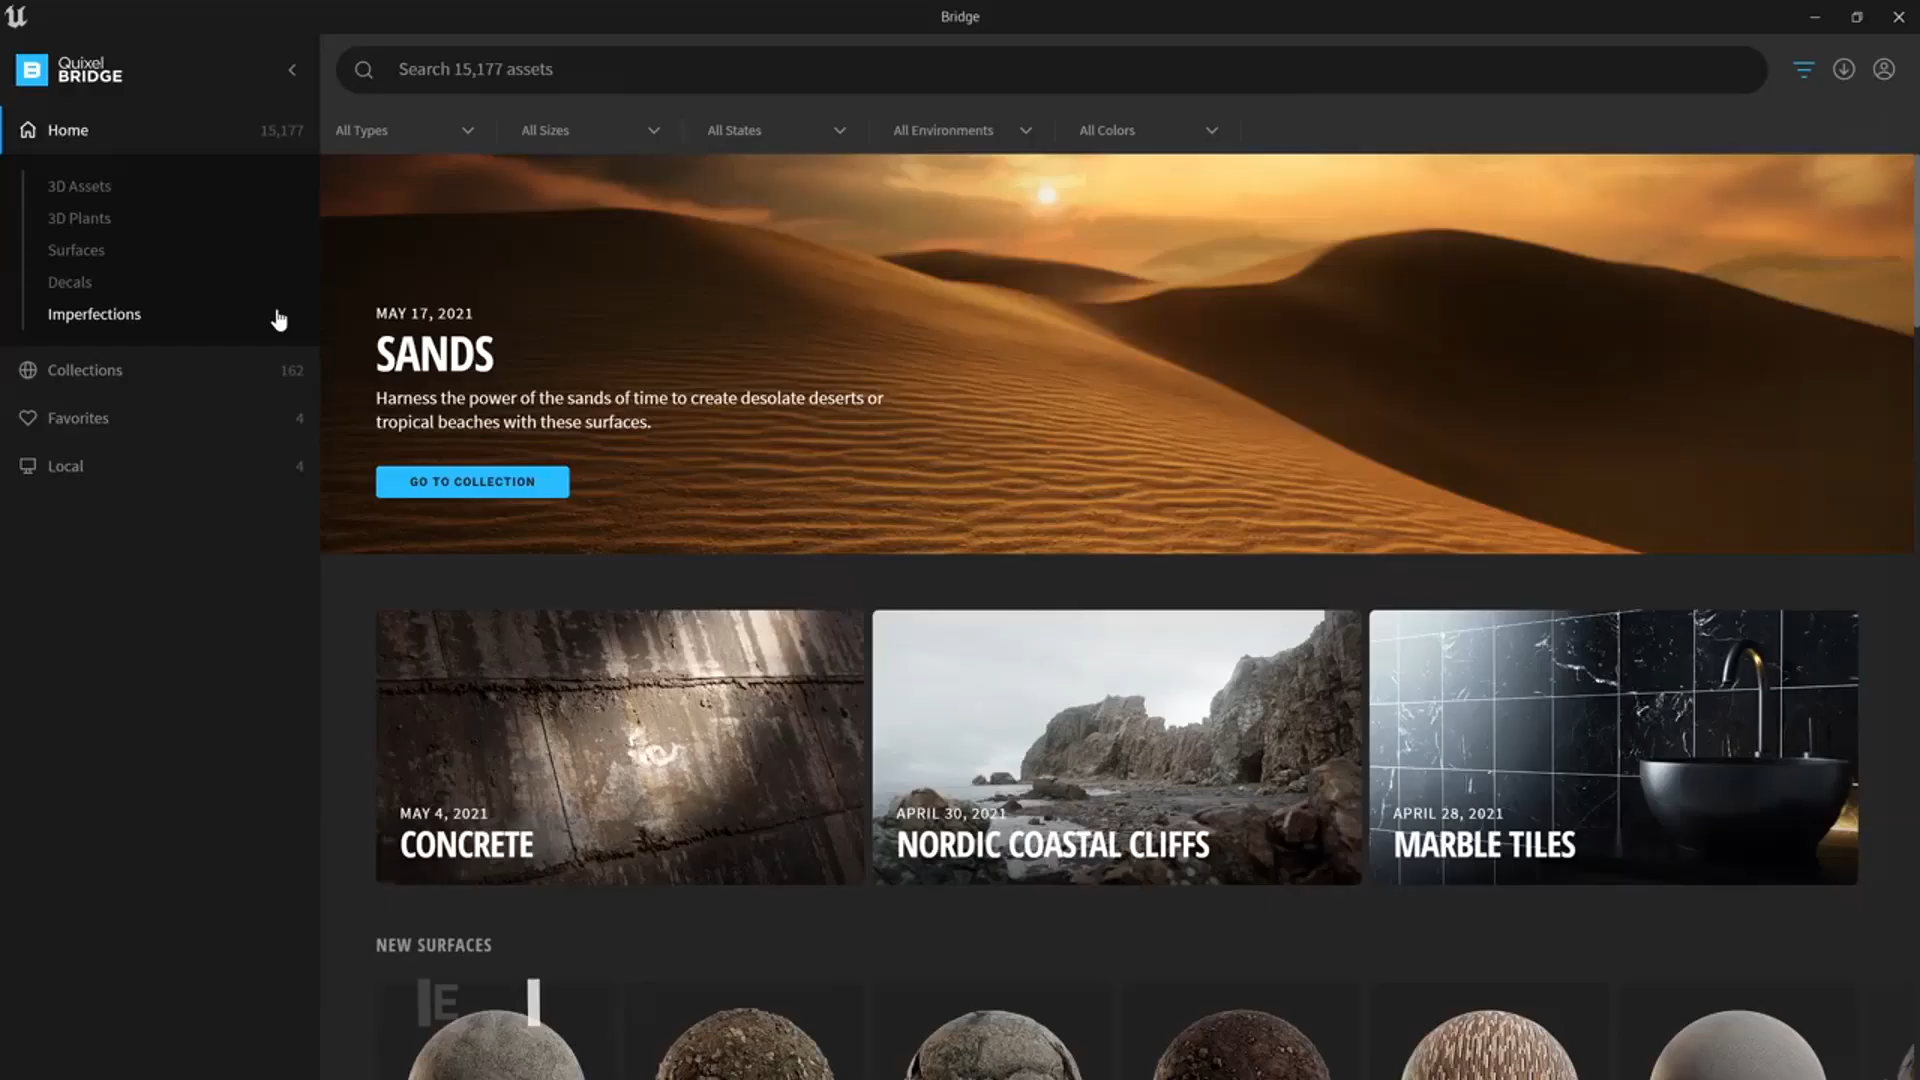 Bridge
Quixel
BRIDGE
Search 15,177 assets
Home 15,177
All Types
All Sizes
All States
All Environments
All Colors
3D Assets
3D Plants
Surfaces
Decals
Imperfections
Collections 162
Favorites 4
Local 4
MAY 17, 2021
SANDS
Harness the power of the sands of time to create desolate deserts or
tropical beaches with these surfaces.
GO TO COLLECTION
MAY 4, 2021
CONCRETE
APRIL 30, 2021
NORDIC COASTAL CLIFFS
APRIL 28, 2021
MARBLE TILES
NEW SURFACES